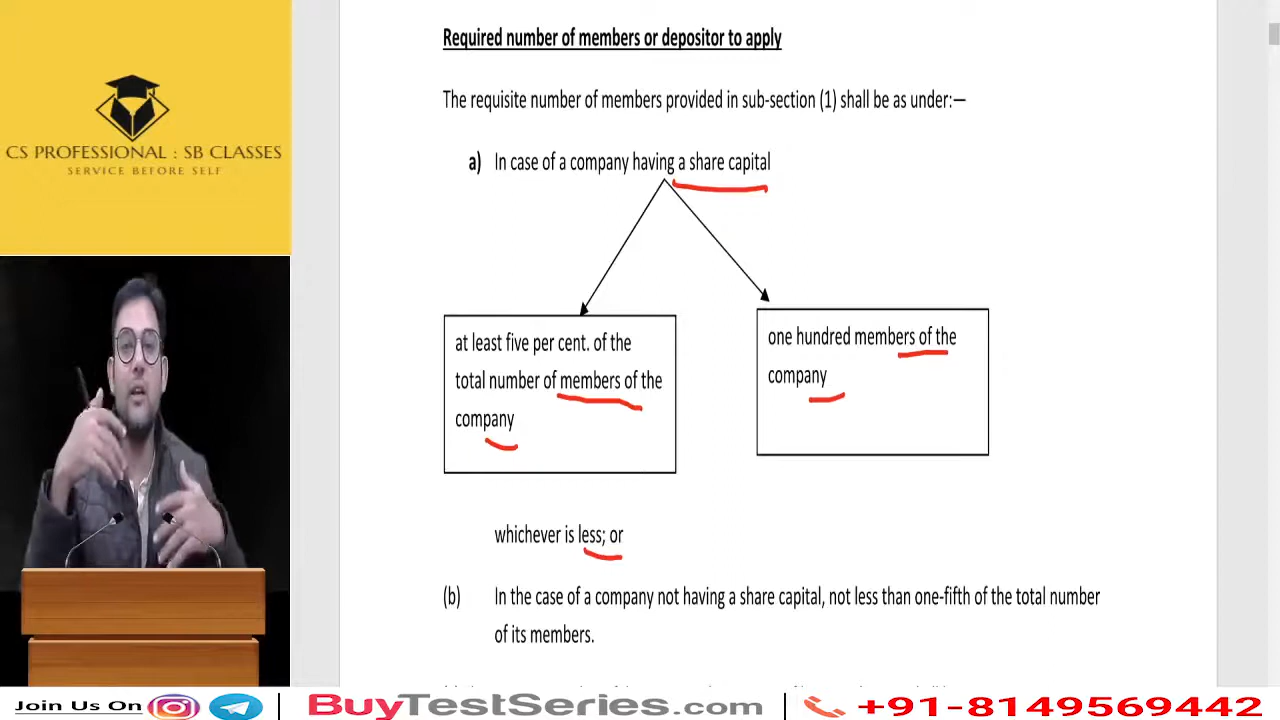 CS PROFESSIONAL : SB CLASSES
SERVICE BEFORE SELF
Required number of members or depositor to apply
The requisite number of members provided in sub-section (1) shall be as under:—
a) In case of a company having a share capital
at least five per cent. of the
total number of members of the
company
one hundred members of the
company
whichever is less; or
(b) In the case of a company not having a share capital, not less than one-fifth of the total number
of its members.
Join Us On
BuyTestSeries.com
+91-8149569442